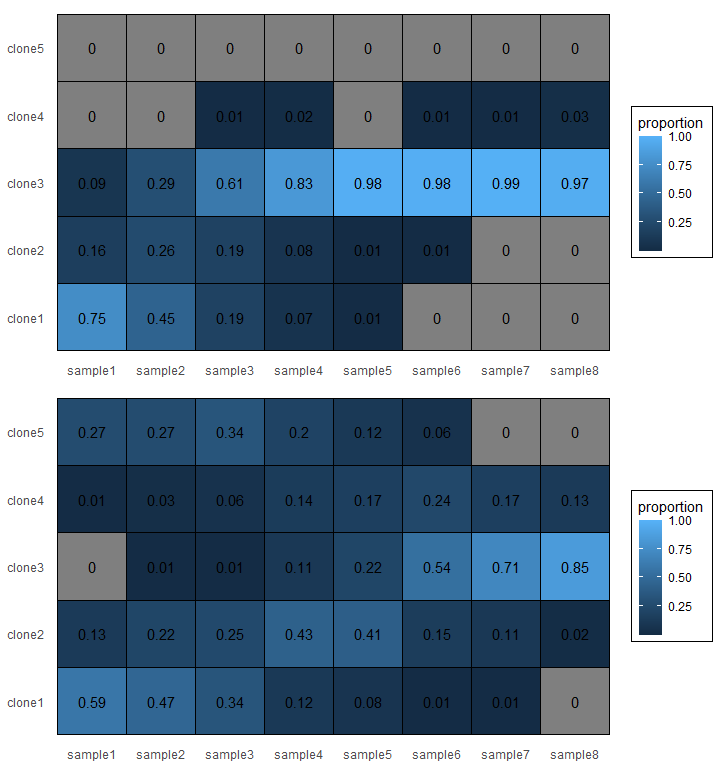 clone5 0 0 0 0 0 0 0 0
clone4 0 0 0.01 0.02 0 0.01 0.01 0.03
clone3 0.09 0.29 0.61 0.83 0.98 0.98 0.99 0.97
clone2 0.16 0.26 0.19 0.08 0.01 0.01 0 0
clone1 0.75 0.45 0.19 0.07 0.01 0 0 0
sample1 sample2 sample3 sample4 sample5 sample6 sample7 sample8
proportion
1.00
0.75
0.50
0.25
clone5 0.27 0.27 0.34 0.2 0.12 0.06 0 0
clone4 0.01 0.03 0.06 0.14 0.17 0.24 0.17 0.13
clone3 0 0.01 0.01 0.11 0.22 0.54 0.71 0.85
clone2 0.13 0.22 0.25 0.43 0.41 0.15 0.11 0.02
clone1 0.59 0.47 0.34 0.12 0.08 0.01 0.01 0
sample1 sample2 sample3 sample4 sample5 sample6 sample7 sample8
proportion
1.00
0.75
0.50
0.25